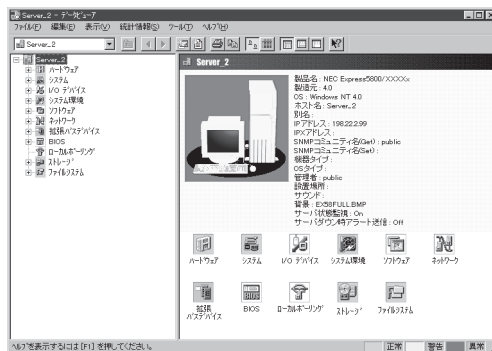 Server_2 - ﾃﾞｰﾀﾋﾞｭｰｱ
ファイル(F) 編集(E) 表示(V) 統計情報(S) ツール(T) ヘルプ(H)
Server_2
Server_2
ハードウェア
システム
I/O デバイス
システム環境
ソフトウェア
ネットワーク
拡張バスデバイス
BIOS
ローカルポーリング
ストレージ
ファイルシステム
Server_2
製品名 : NEC Express5800/XXXXx
製造元 : 4.0
OS : Windows NT 4.0
ホスト名 : Server_2
別名 :
IPアドレス : 198.22.2.99
IPXアドレス :
SNMPコミュニティ名(Get) : public
SNMPコミュニティ名(Set) :
機器タイプ :
OSタイプ :
管理者 : public
設置場所 :
サウンド :
背景 : EX58FULL.BMP
サーバ状態監視 : On
サーバダウン時アラート送信 : Off
ハードウェア
システム
I/O デバイス
システム環境
ソフトウェア
ネットワーク
拡張
バスデバイス
BIOS
ローカルポーリング
ストレージ
ファイルシステム
ヘルプを表示するには [F1] を押してください。
正常
警告
異常